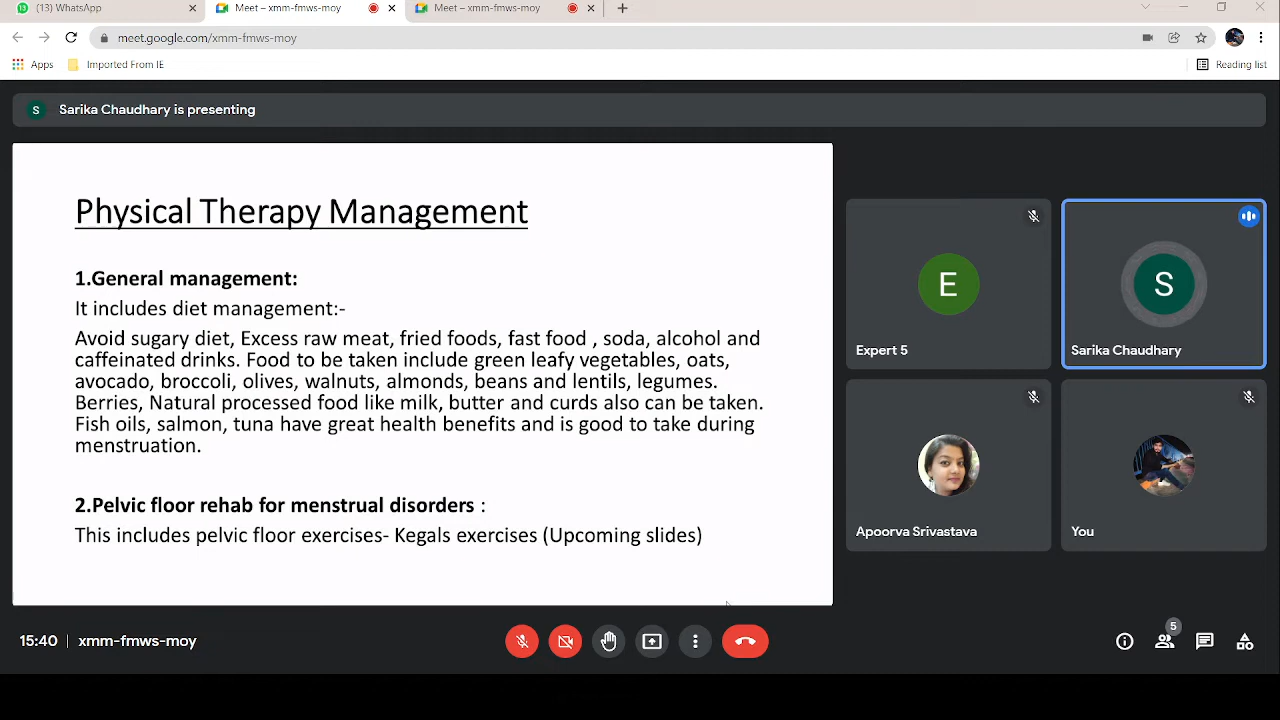 (13) WhatsApp
Meet – xmm-fmws-moy
Meet – xmm-fmws-moy
meet.google.com/xmm-fmws-moy
Apps
Imported From IE
Reading list
S
Sarika Chaudhary is presenting
Physical Therapy Management
1.General management:
It includes diet management:-
Avoid sugary diet, Excess raw meat, fried foods, fast food , soda, alcohol and
caffeinated drinks. Food to be taken include green leafy vegetables, oats,
avocado, broccoli, olives, walnuts, almonds, beans and lentils, legumes.
Berries, Natural processed food like milk, butter and curds also can be taken.
Fish oils, salmon, tuna have great health benefits and is good to take during
menstruation.
2.Pelvic floor rehab for menstrual disorders :
This includes pelvic floor exercises- Kegals exercises (Upcoming slides)
E
Expert 5
S
Sarika Chaudhary
Apoorva Srivastava
You
15:40 | xmm-fmws-moy
5